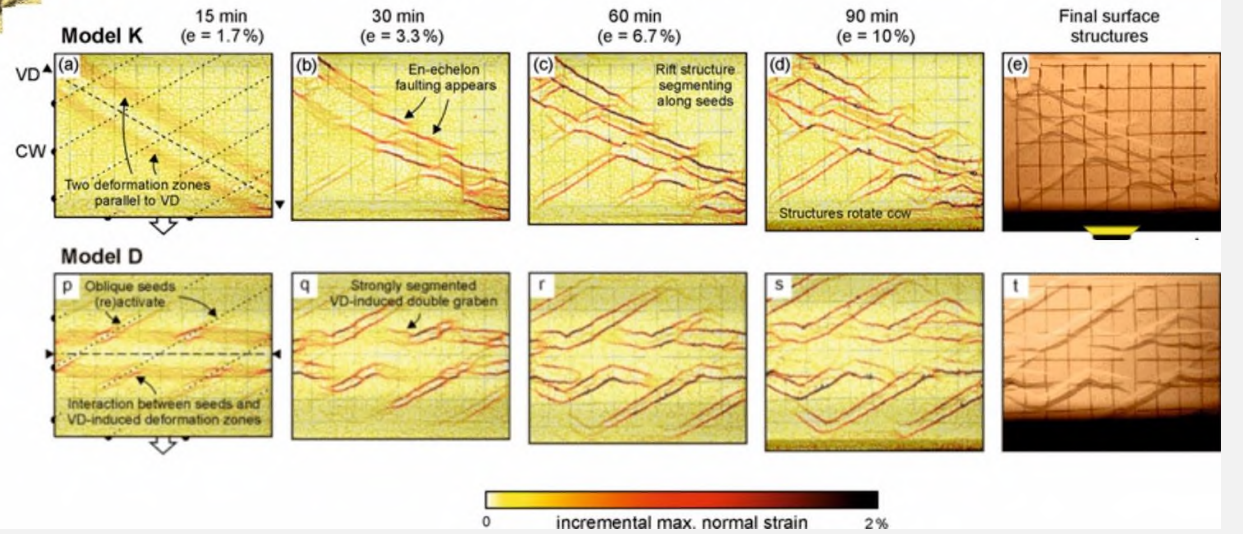 15 min
(e = 1.7%)
30 min
(e = 3.3%)
60 min
(e = 6.7%)
90 min
(e = 10%)
Final surface
structures
Model K
VD
CW
(a)
Two deformation zones
parallel to VD
(b)
En-echelon
faulting appears
(c)
Rift structure
segmenting
along seeds
(d)
Structures rotate ccw
(e)
Model D
p
Oblique seeds
(re)activate
Interaction between seeds and
VD-induced deformation zones
q
Strongly segmented
VD-induced double graben
r
s
t
0
incremental max. normal strain
2%